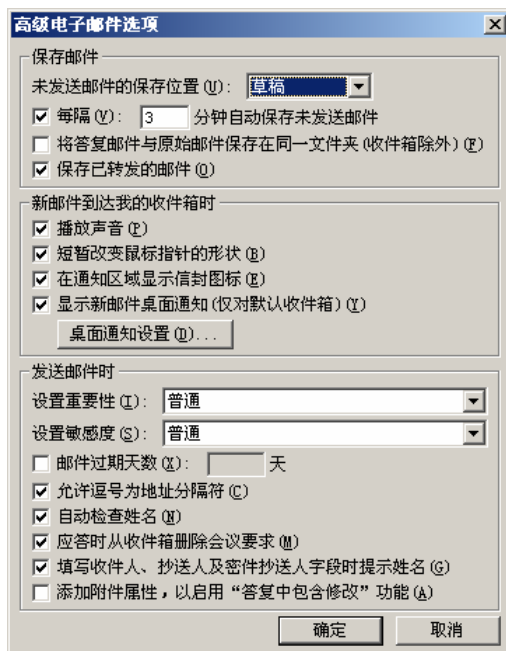 高级电子邮件选项
保存邮件
未发送邮件的保存位置(U): 草稿
每隔(V): 3 分钟自动保存未发送邮件
将答复邮件与原始邮件保存在同一文件夹(收件箱除外)(F)
保存已转发的邮件(O)
新邮件到达我的收件箱时
播放声音(P)
短暂改变鼠标指针的形状(B)
在通知区域显示信封图标(E)
显示新邮件桌面通知(仅对默认收件箱)(Y)
桌面通知设置(D)...
发送邮件时
设置重要性(I): 普通
设置敏感度(S): 普通
邮件过期天数(X): 天
允许逗号为地址分隔符(C)
自动检查姓名(N)
应答时从收件箱删除会议要求(M)
填写收件人、抄送人及密件抄送人字段时提示姓名(G)
添加附件属性，以启用“答复中包含修改”功能(A)
确定 取消